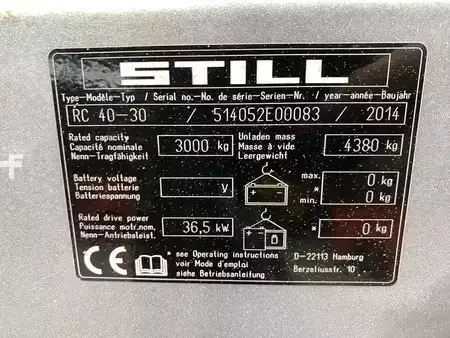 STILL
Type-Modèle-Typ / Serial no.-No. de série-Serien-Nr. / year-année-Baujahr
RC 40-30 / 514052E00083 / 2014
Rated capacity
Capacité nominale
Nenn-Tragfähigkeit
3000 kg
Unladen mass
Masse à vide
Leergewicht
4380 kg
Battery voltage
Tension batterie
Batteriespannung
V
max. 0 kg
*
min. 0 kg
Rated drive power
Puissance motr.nom.
Nenn-Antriebsleist.
36,5 kW
* 0 kg
CE
* see Operating instructions
voir Mode d'emploi
siehe Betriebsanleitung
D-22113 Hamburg
Berzeliusstr. 10